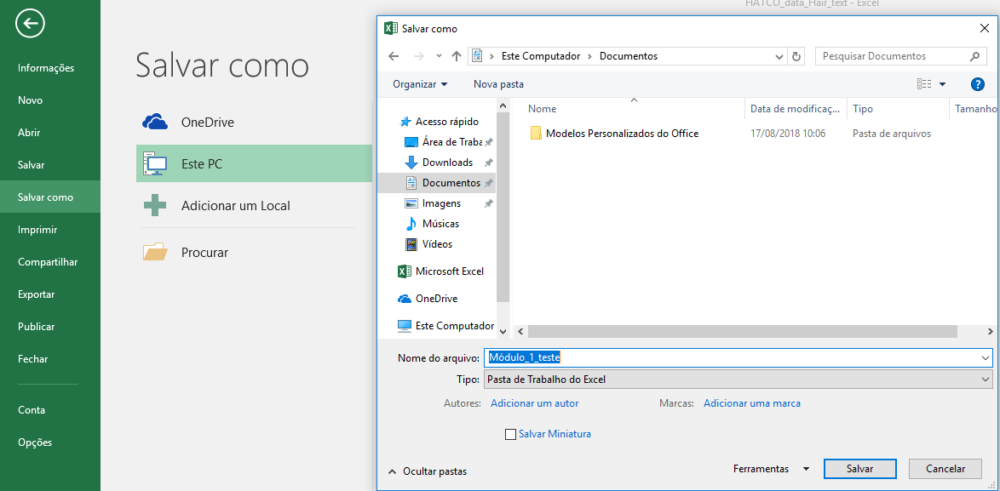 HATCO_data_Hair_text - Excel
Informações
Novo
Abrir
Salvar
Salvar como
Imprimir
Compartilhar
Exportar
Publicar
Fechar
Conta
Opções
Salvar como
OneDrive
Este PC
Adicionar um Local
Procurar
Salvar como
Este Computador > Documentos
Pesquisar Documentos
Organizar
Nova pasta
?
Acesso rápido
Área de Traba
Downloads
Documentos
Imagens
Músicas
Vídeos
Microsoft Excel
OneDrive
Este Computador
Nome Data de modificaç... Tipo Tamanho
Modelos Personalizados do Office 17/08/2018 10:06 Pasta de arquivos
Nome do arquivo: Módulo_1_teste
Tipo: Pasta de Trabalho do Excel
Autores: Adicionar um autor Marcas: Adicionar uma marca
Salvar Miniatura
Ocultar pastas
Ferramentas Salvar Cancelar